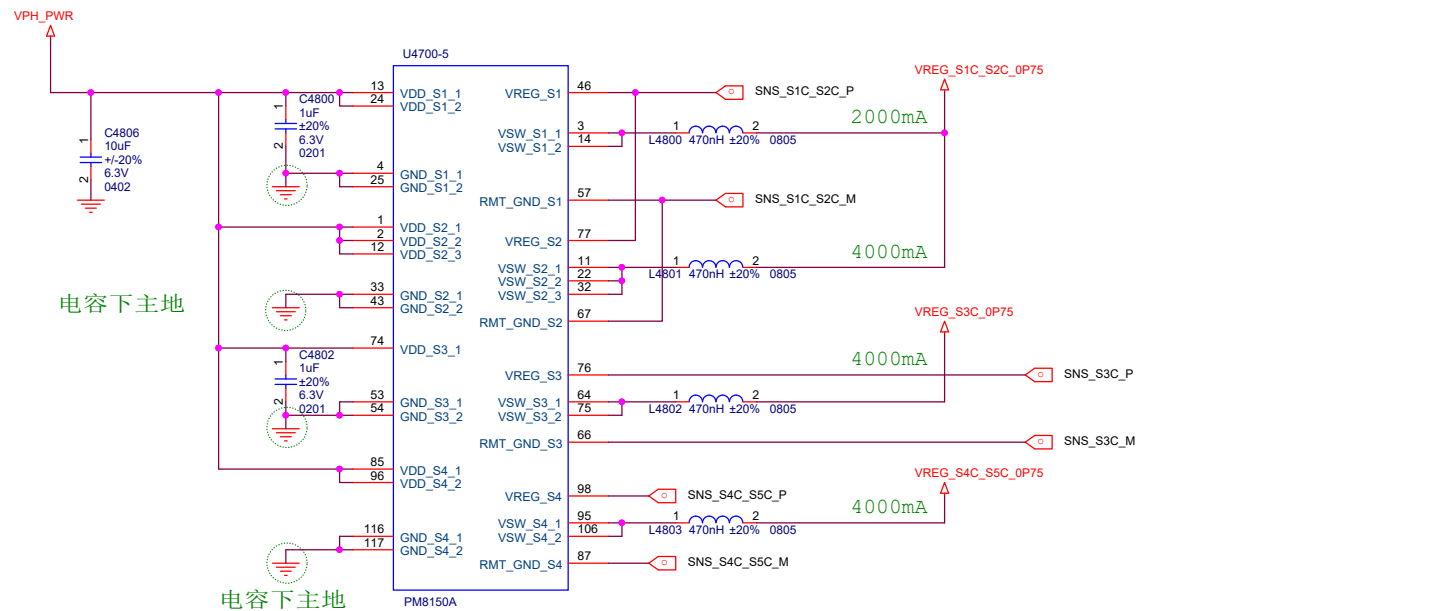 VPH_PWR
U4700-5
VREG_S1C_S2C_0P75
13 VDD_S1_1
24 VDD_S1_2
C4800
1uF
±20%
6.3V
0201
1
2
C4806
10uF
+/-20%
6.3V
0402
1
2
4 GND_S1_1
25 GND_S1_2
1 VDD_S2_1
2 VDD_S2_2
12 VDD_S2_3
33 GND_S2_1
43 GND_S2_2
电容下主地
74 VDD_S3_1
C4802
1uF
±20%
6.3V
0201
1
2
53 GND_S3_1
54 GND_S3_2
85 VDD_S4_1
96 VDD_S4_2
116 GND_S4_1
117 GND_S4_2
电容下主地
PM8150A
VREG_S1 46 SNS_S1C_S2C_P
2000mA
VSW_S1_1 3
VSW_S1_2 14
1 2
L4800 470nH ±20% 0805
RMT_GND_S1 57 SNS_S1C_S2C_M
VREG_S2 77
4000mA
VSW_S2_1 11
VSW_S2_2 22
VSW_S2_3 32
1 2
L4801 470nH ±20% 0805
RMT_GND_S2 67
VREG_S3C_0P75
4000mA
VREG_S3 76 SNS_S3C_P
VSW_S3_1 64
VSW_S3_2 75
1 2
L4802 470nH ±20% 0805
RMT_GND_S3 66 SNS_S3C_M
VREG_S4C_S5C_0P75
VREG_S4 98 SNS_S4C_S5C_P
4000mA
VSW_S4_1 95
VSW_S4_2 106
1 2
L4803 470nH ±20% 0805
RMT_GND_S4 87 SNS_S4C_S5C_M